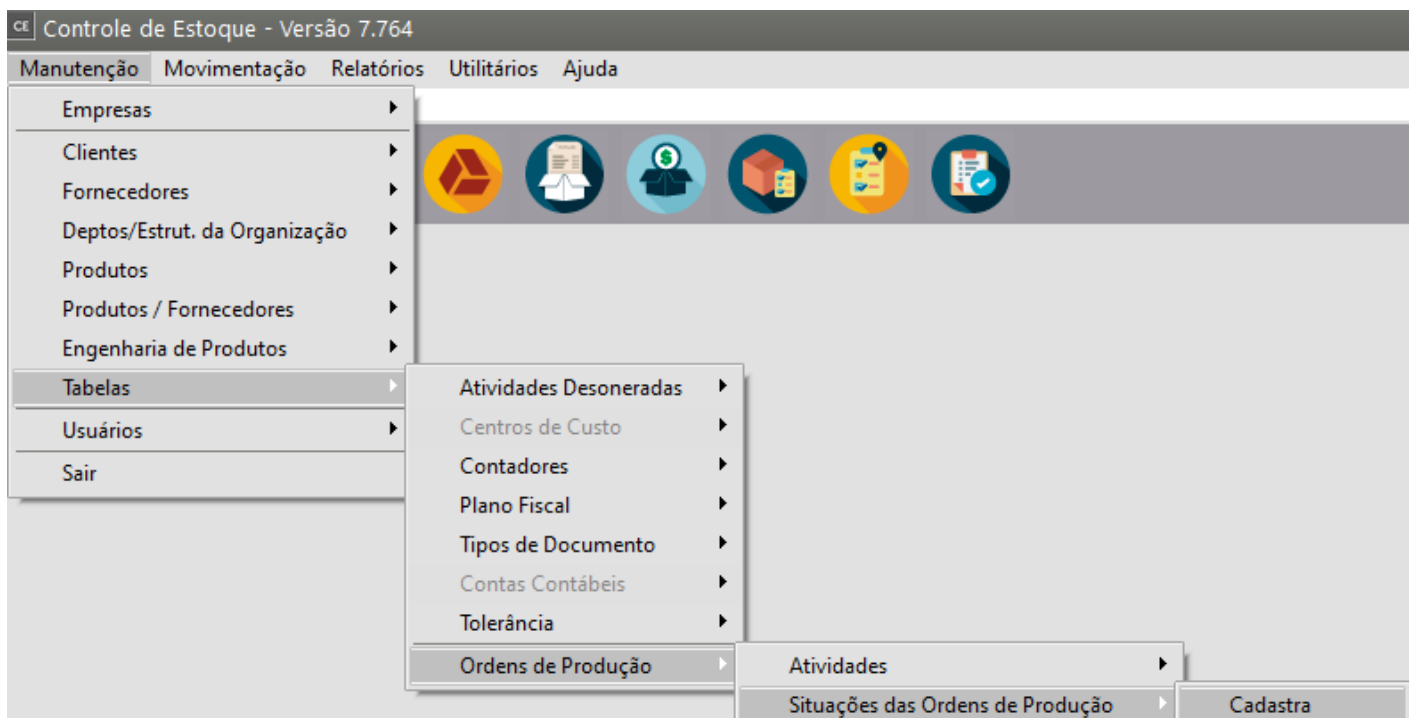 CE Controle de Estoque - Versão 7.764
Manutenção Movimentação Relatórios Utilitários Ajuda
Empresas
Clientes
Fornecedores
Deptos/Estrut. da Organização
Produtos
Produtos / Fornecedores
Engenharia de Produtos
Tabelas
Usuários
Sair
Atividades Desoneradas
Centros de Custo
Contadores
Plano Fiscal
Tipos de Documento
Contas Contábeis
Tolerância
Ordens de Produção
Atividades
Situações das Ordens de Produção
Cadastra